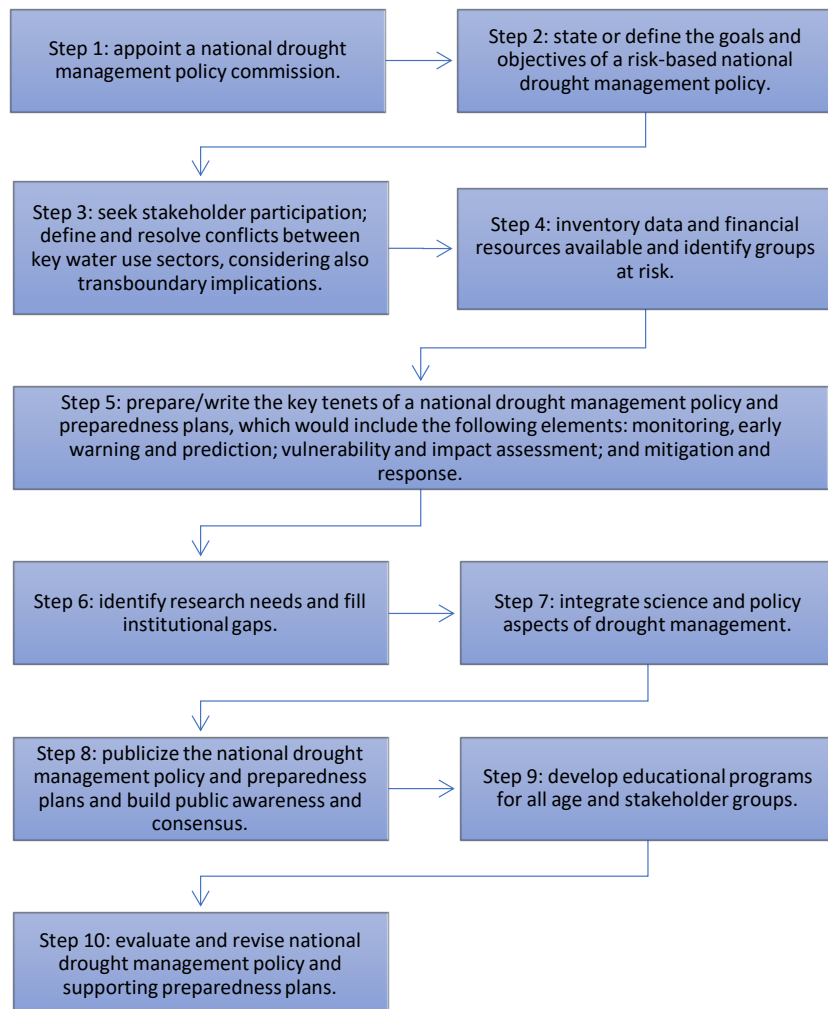 Step 1: appoint a national drought
management policy commission.
Step 2: state or define the goals and
objectives of a risk-based national
drought management policy.
Step 3: seek stakeholder participation;
define and resolve conflicts between
key water use sectors, considering also
transboundary implications.
Step 4: inventory data and financial
resources available and identify groups
at risk.
Step 5: prepare/write the key tenets of a national drought management policy and
preparedness plans, which would include the following elements: monitoring, early
warning and prediction; vulnerability and impact assessment; and mitigation and
response.
Step 6: identify research needs and fill
institutional gaps.
Step 7: integrate science and policy
aspects of drought management.
Step 8: publicize the national drought
management policy and preparedness
plans and build public awareness and
consensus.
Step 9: develop educational programs
for all age and stakeholder groups.
Step 10: evaluate and revise national
drought management policy and
supporting preparedness plans.